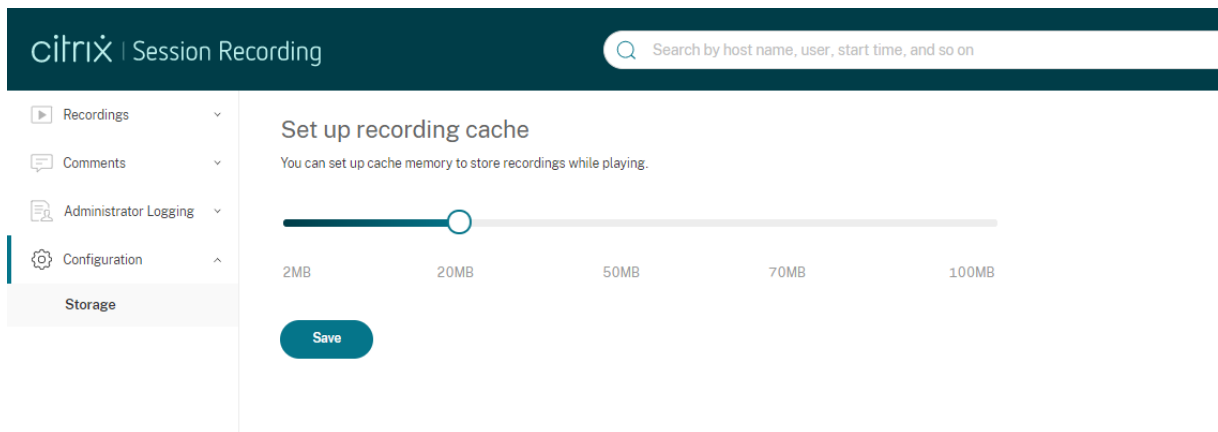 citrix | Session Recording
Search by host name, user, start time, and so on
Recordings
Comments
Administrator Logging
Configuration
Storage
Set up recording cache
You can set up cache memory to store recordings while playing.
2MB 20MB 50MB 70MB 100MB
Save